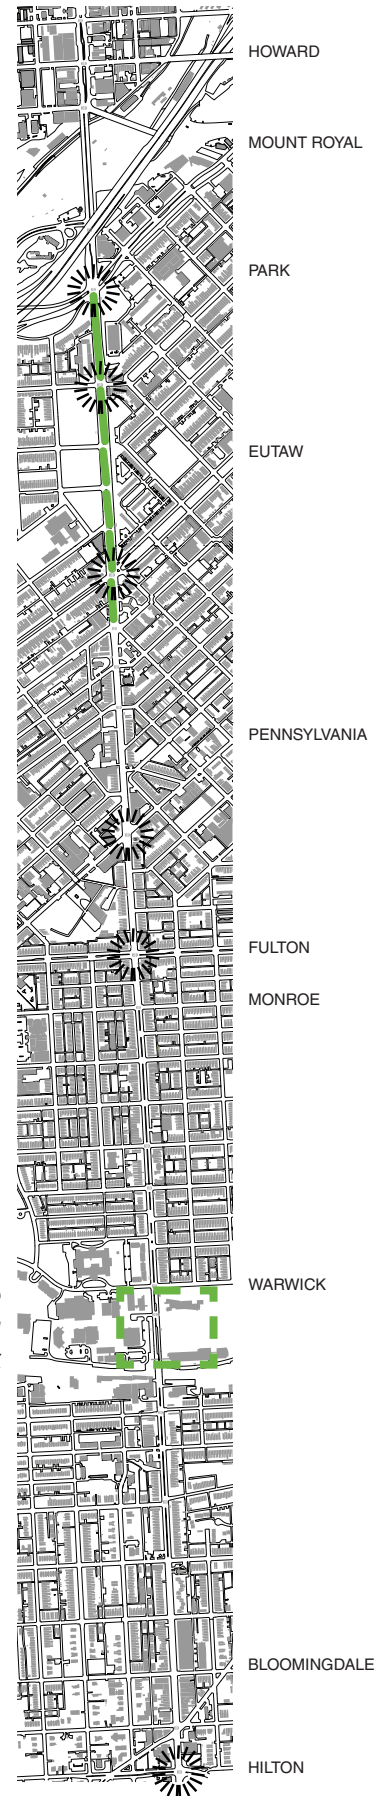 HOWARD
MOUNT ROYAL
PARK
EUTAW
PENNSYLVANIA
FULTON
MONROE
WARWICK
BLOOMINGDALE
HILTON